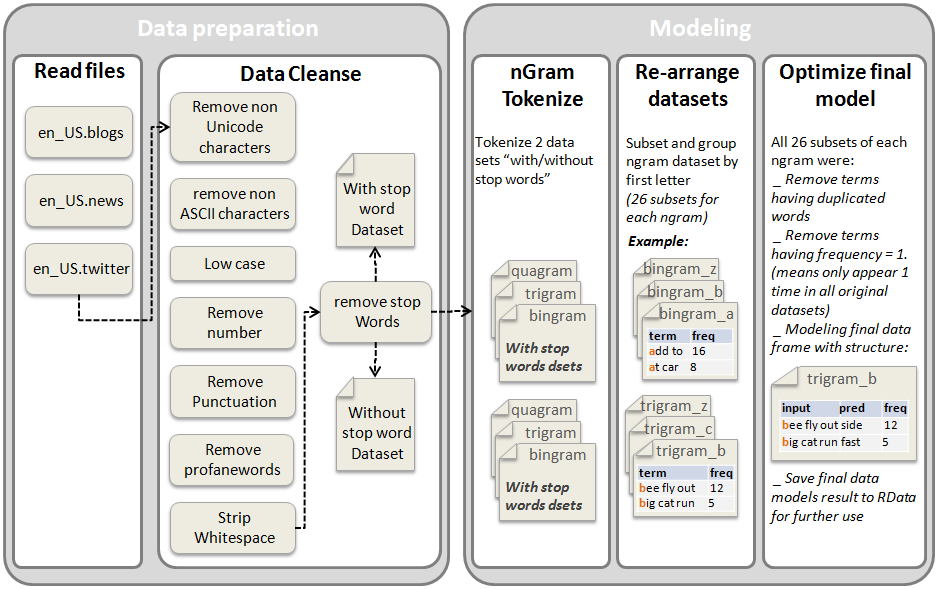 Data preparation
Read files
en_US.blogs
en_US.news
en_US.twitter
Data Cleanse
Remove non
Unicode
characters
remove non
ASCII characters
Low case
Remove
number
Remove
Punctuation
Remove
profanewords
Strip
Whitespace
With stop
word
Dataset
remove stop
Words
Without
stop word
Dataset
Modeling
nGram
Tokenize
Tokenize 2 data
sets “with/without
stop words”
quagram
trigram
bingram
With stop
words dsets
quagram
trigram
bingram
With stop
words dsets
Re-arrange
datasets
Subset and group
ngram dataset by
first letter
(26 subsets for
each ngram)
Example:
bingram_z
bingram_b
bingram_a
term freq
add to 16
at car 8
trigram_z
trigram_c
trigram_b
term freq
bee fly out 12
big cat run 5
Optimize final
model
All 26 subsets of each
ngram were:
_ Remove terms
having duplicated
words
_ Remove terms
having frequency = 1.
(means only appear 1
time in all original
datasets)
_ Modeling final data
frame with structure:
trigram_b
input pred freq
bee fly out side 12
big cat run fast 5
_ Save final data
models result to RData
for further use